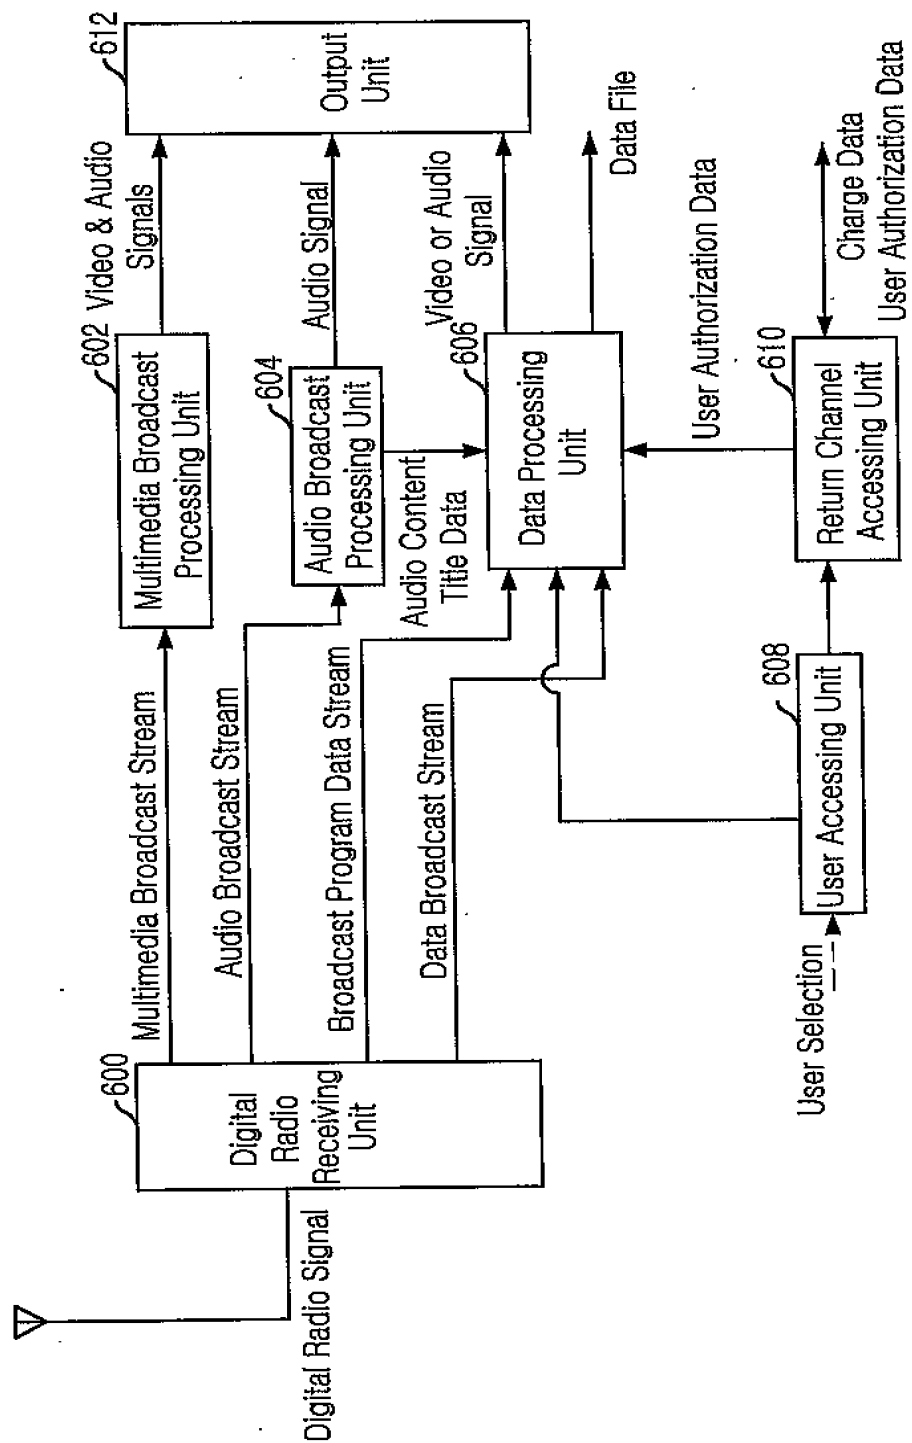 Digital Radio Signal
600
Digital
Radio
Receiving
Unit
Multimedia Broadcast Stream
Audio Broadcast Stream
Broadcast Program Data Stream
Data Broadcast Stream
602
Multimedia Broadcast
Processing Unit
604
Audio Broadcast
Processing Unit
Audio Content
Title Data
606
Data Processing
Unit
Video & Audio
Signals
Audio Signal
Video or Audio
Signal
612
Output
Unit
Data File
User Selection
608
User Accessing Unit
610
Return Channel
Accessing Unit
User Authorization Data
Charge Data
User Authorization Data